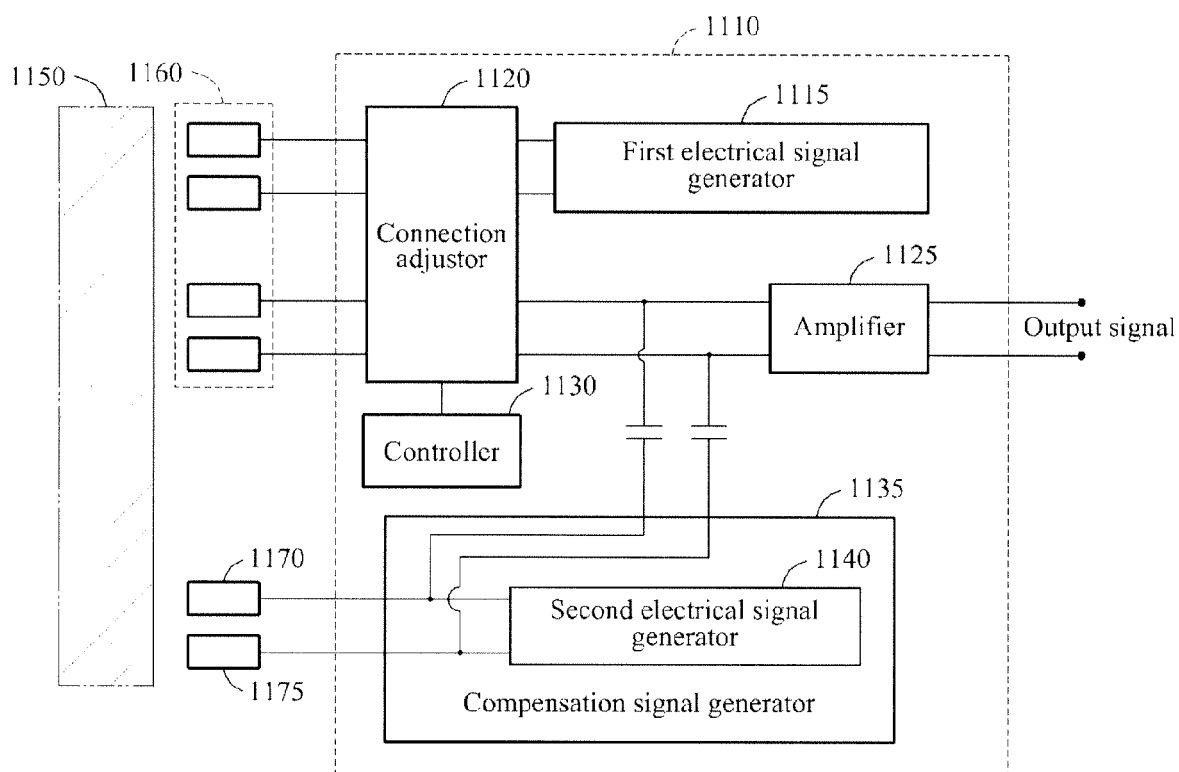 1110
1150
1160
1120
1115
First electrical signal
generator
Connection
adjustor
1125
Amplifier
Output signal
1130
Controller
1135
1170
1140
Second electrical signal
generator
1175
Compensation signal generator